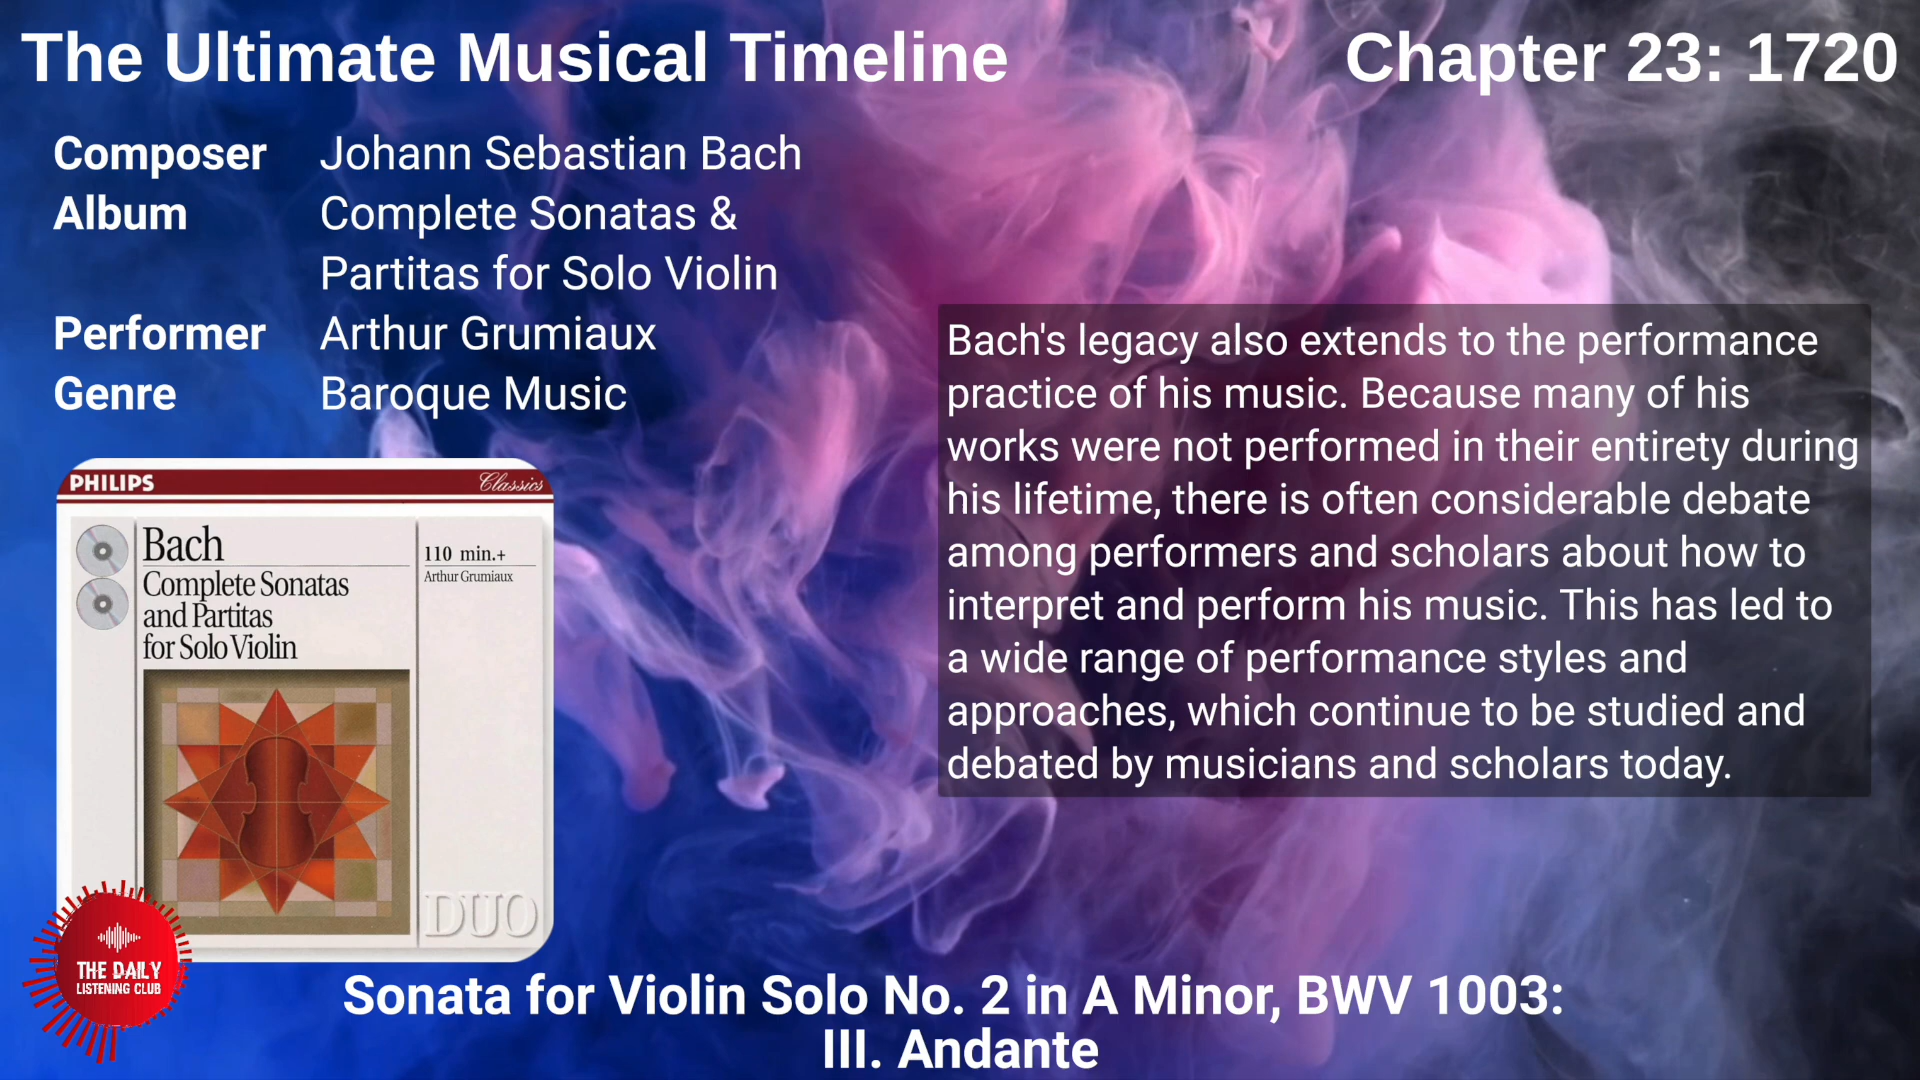 The Ultimate Musical Timeline
Chapter 23: 1720
Composer Johann Sebastian Bach
Album Complete Sonatas &
Partitas for Solo Violin
Performer Arthur Grumiaux
Genre Baroque Music
Bach's legacy also extends to the performance
practice of his music. Because many of his
works were not performed in their entirety during
his lifetime, there is often considerable debate
among performers and scholars about how to
interpret and perform his music. This has led to
a wide range of performance styles and
approaches, which continue to be studied and
debated by musicians and scholars today.
PHILIPS Classics
Bach
Complete Sonatas
and Partitas
for Solo Violin
110 min.+
Arthur Grumiaux
DUO
THE DAILY
LISTENING CLUB
Sonata for Violin Solo No. 2 in A Minor, BWV 1003:
III. Andante